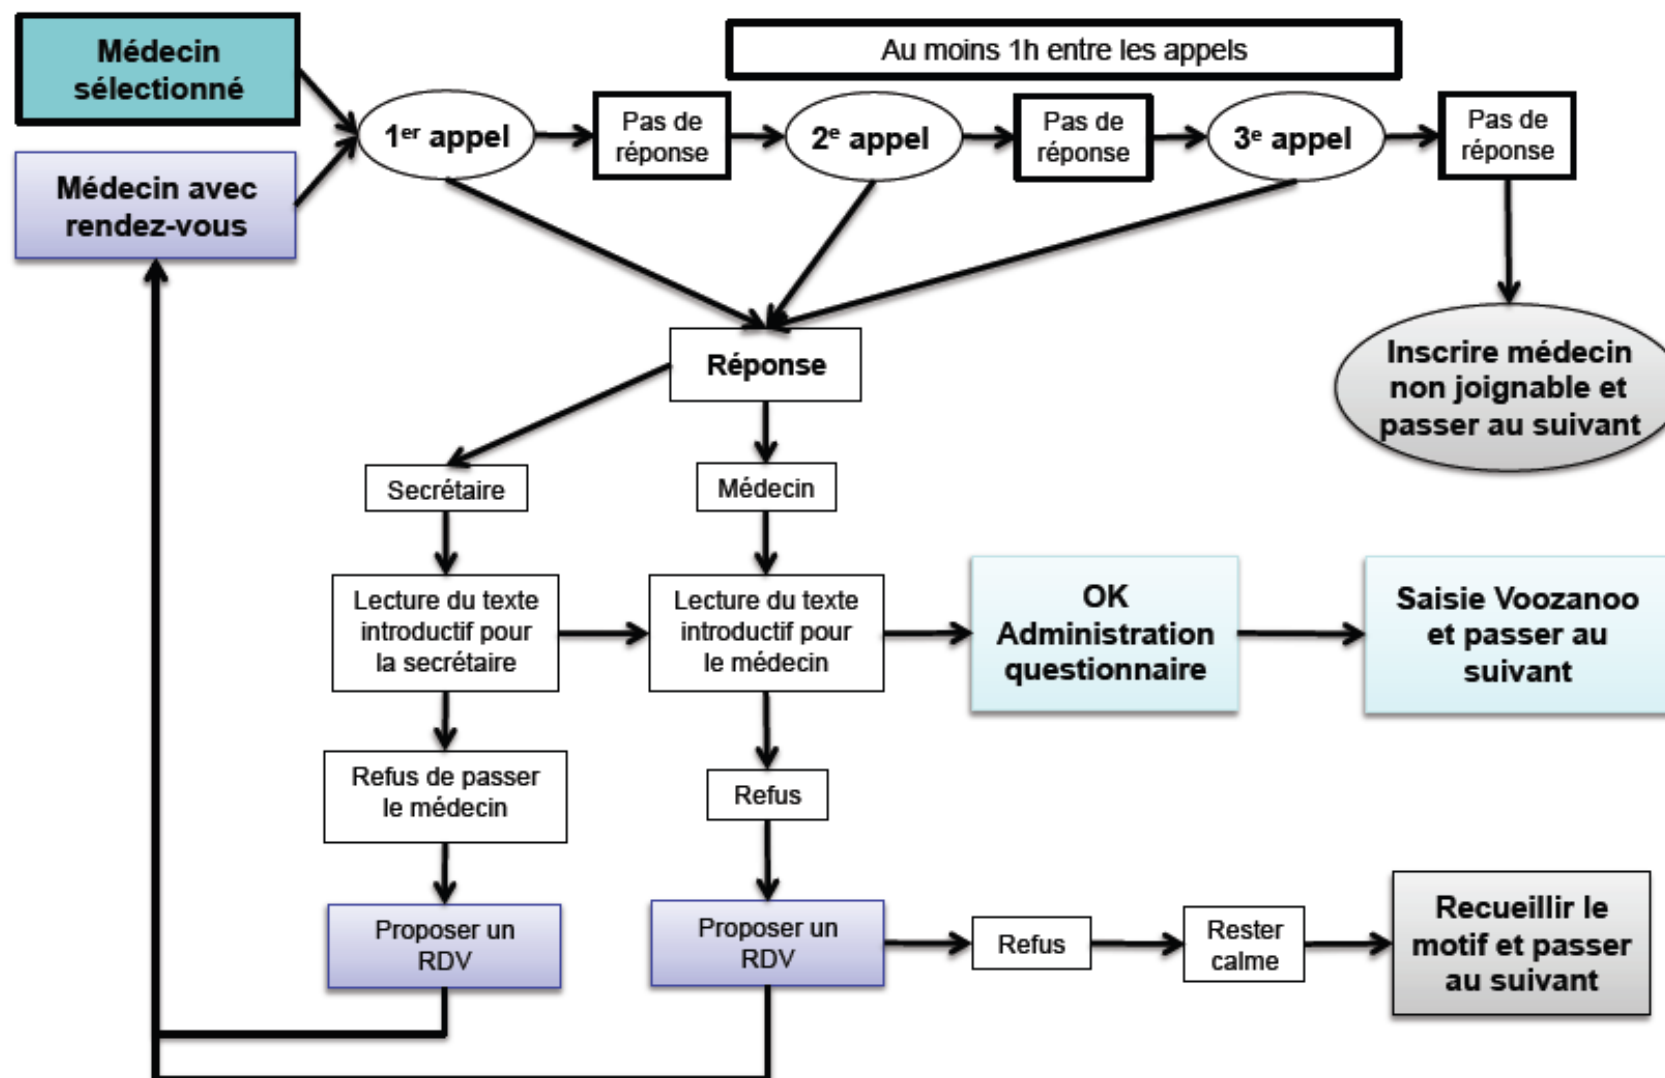 Médecin
sélectionné
Au moins 1h entre les appels
1er appel
Pas de
réponse
2e appel
Pas de
réponse
3e appel
Pas de
réponse
Médecin avec
rendez-vous
Réponse
Inscrire médecin
non joignable et
passer au suivant
Secrétaire
Médecin
Lecture du texte
introductif pour
la secrétaire
Lecture du texte
introductif pour
le médecin
OK
Administration
questionnaire
Saisie Voozanoo
et passer au
suivant
Refus de passer
le médecin
Refus
Proposer un
RDV
Proposer un
RDV
Refus
Rester
calme
Recueillir le
motif et passer
au suivant